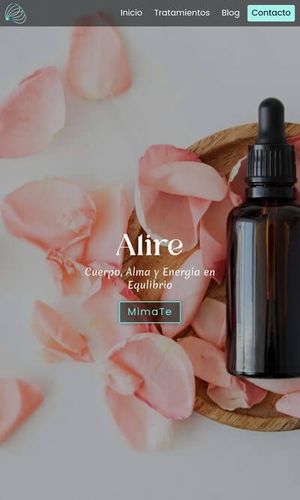 Inicio Tratamientos Blog Contacto
Alire
Cuerpo, Alma y Energia en
Equlibrio
MimaTe